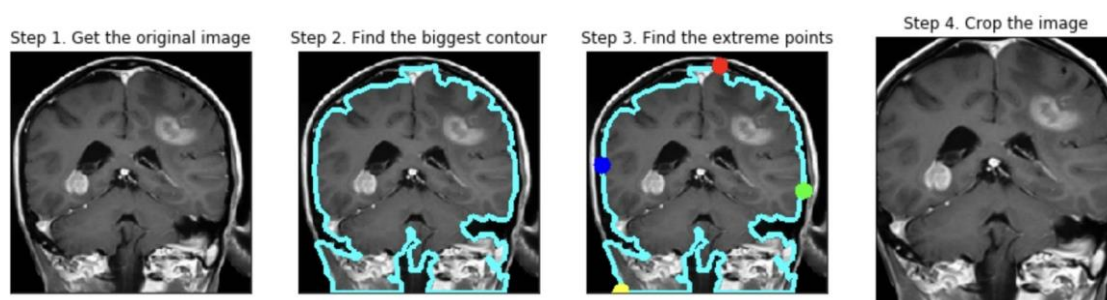 Step 1. Get the original image
Step 2. Find the biggest contour
Step 3. Find the extreme points
Step 4. Crop the image